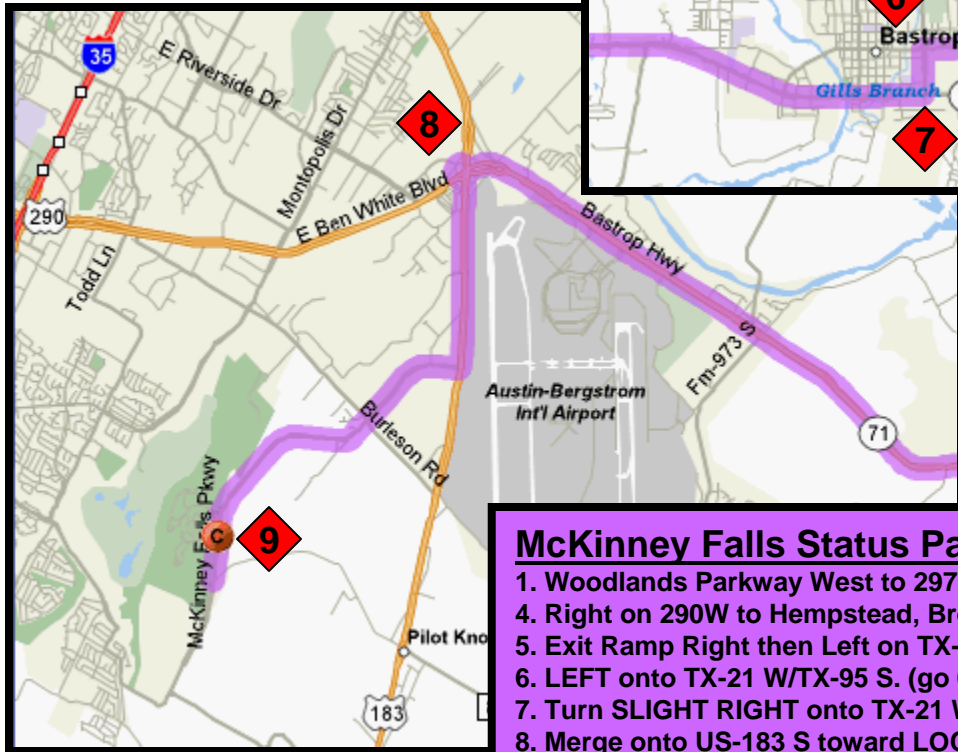 6
Bastrop
Gills Branch
7
35
E Riverside Dr
Montopolis Dr
8
290
E Ben White Blvd
Todd Ln
Bastrop Hwy
Fm-973 S
Austin-Bergstrom
Int'l Airport
71
Burleson Rd
McKinney Falls Pkwy
C
9
Pilot Kno
183
McKinney Falls Status Pa
1. Woodlands Parkway West to 297
4. Right on 290W to Hempstead, Br
5. Exit Ramp Right then Left on TX-
6. LEFT onto TX-21 W/TX-95 S. (go
7. Turn SLIGHT RIGHT onto TX-21 W
8. Merge onto US-183 S toward LOC